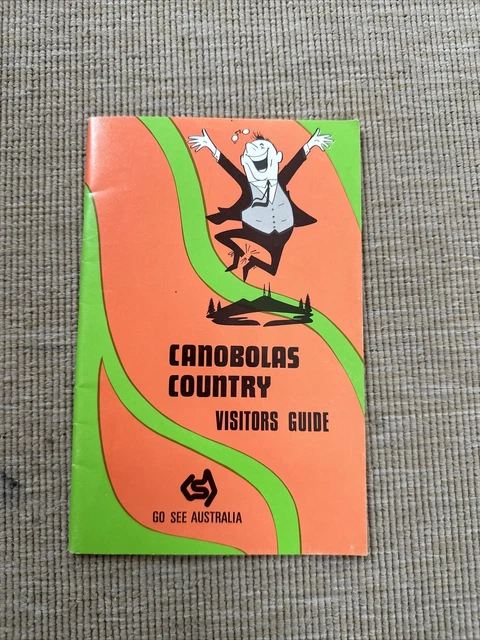 CANOBOLAS
COUNTRY
VISITORS GUIDE
GO SEE AUSTRALIA